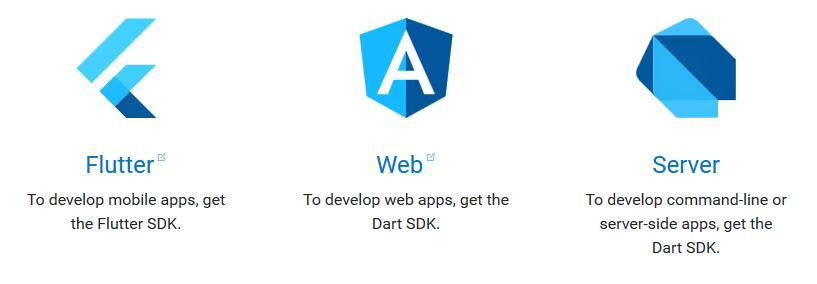 A
Flutter
To develop mobile apps, get
the Flutter SDK.
Web
To develop web apps, get the
Dart SDK.
Server
To develop command-line or
server-side apps, get the
Dart SDK.